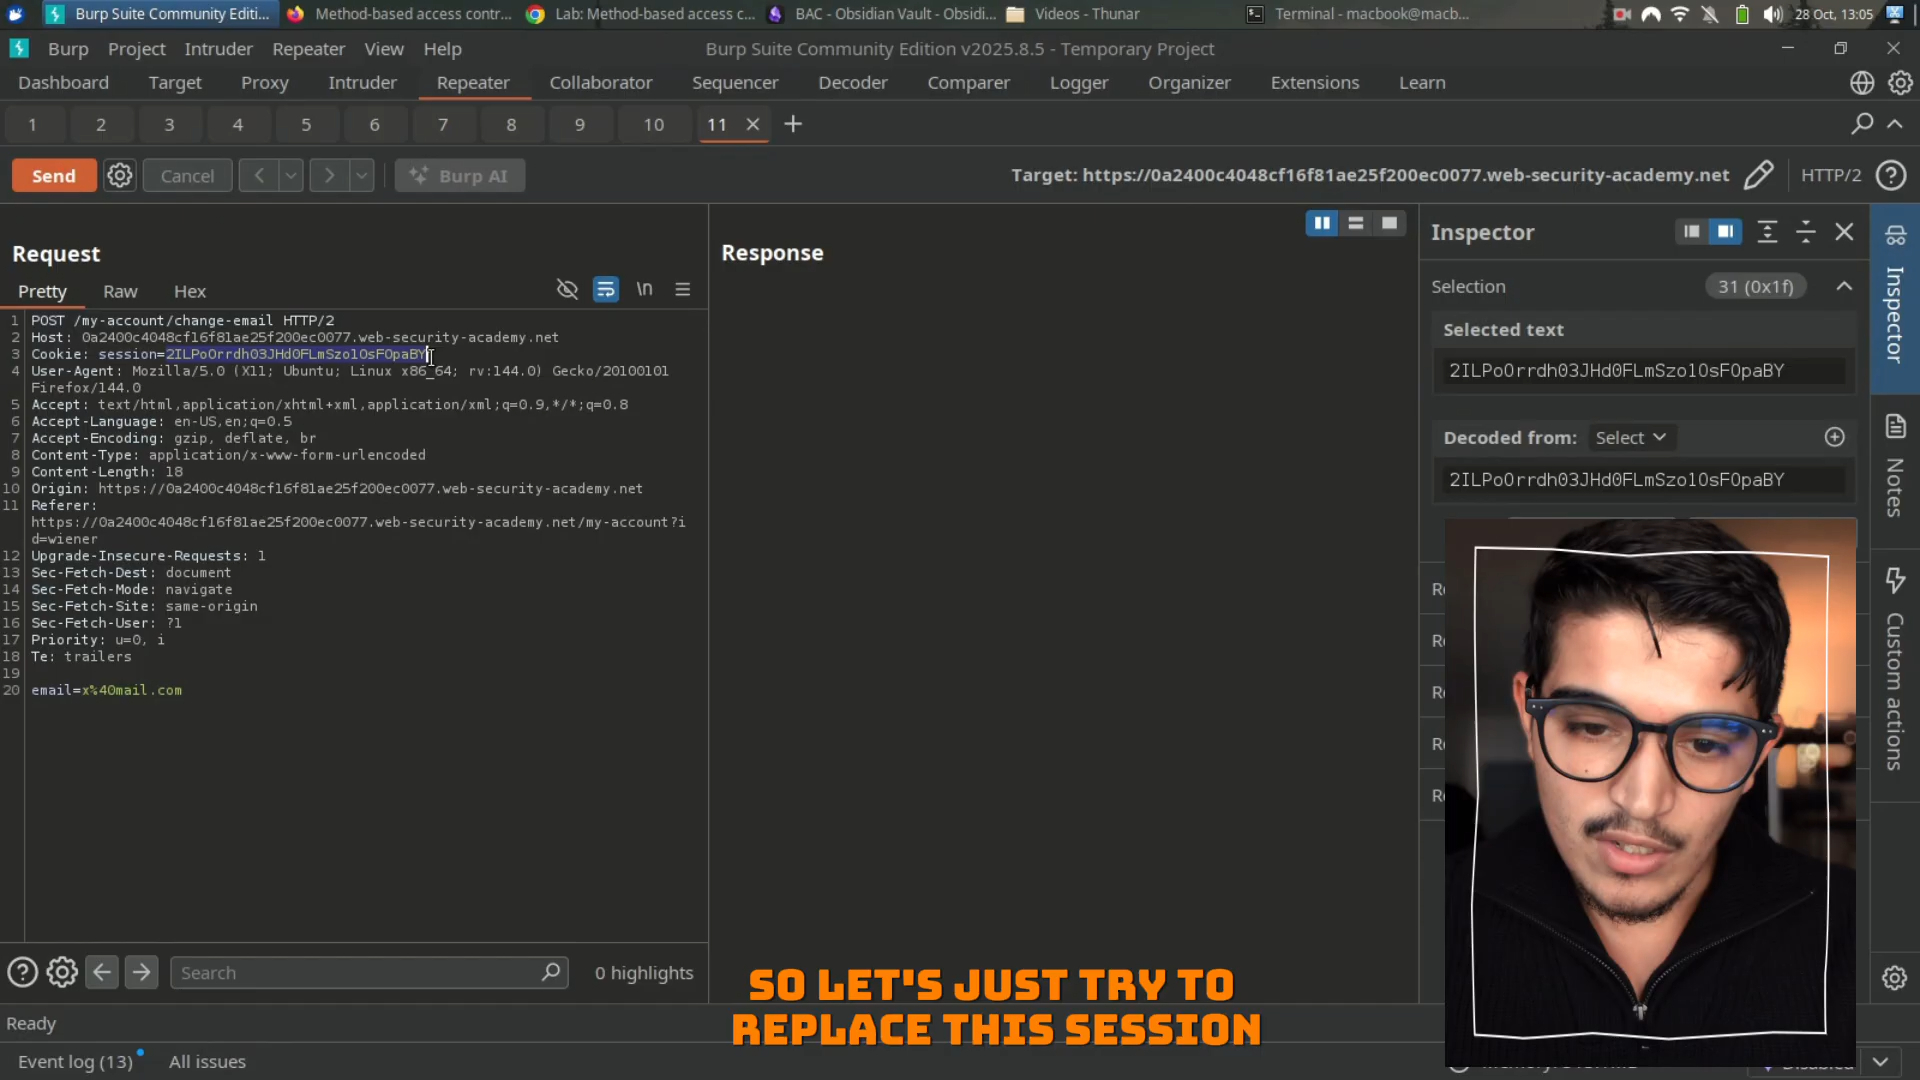 Burp Suite Community Editi...
Method-based access contr...
Lab: Method-based access c...
BAC - Obsidian Vault - Obsidi...
Videos - Thunar
Terminal - macbook@macb...
28 Oct, 13:05
Burp Project Intruder Repeater View Help
Burp Suite Community Edition v2025.8.5 - Temporary Project
Dashboard Target Proxy Intruder Repeater Collaborator Sequencer Decoder Comparer Logger Organizer Extensions Learn
1 2 3 4 5 6 7 8 9 10 11
Send Cancel Burp AI
Target: https://0a2400c4048cf16f81ae25f200ec0077.web-security-academy.net
HTTP/2
Request
Pretty Raw Hex \n
1 POST /my-account/change-email HTTP/2
2 Host: 0a2400c4048cf16f81ae25f200ec0077.web-security-academy.net
3 Cookie: session=2ILPoOrrdh03JHd0FLmSzolOsFOpaBY
4 User-Agent: Mozilla/5.0 (X11; Ubuntu; Linux x86_64; rv:144.0) Gecko/20100101
Firefox/144.0
5 Accept: text/html,application/xhtml+xml,application/xml;q=0.9,*/*;q=0.8
6 Accept-Language: en-US,en;q=0.5
7 Accept-Encoding: gzip, deflate, br
8 Content-Type: application/x-www-form-urlencoded
9 Content-Length: 18
10 Origin: https://0a2400c4048cf16f81ae25f200ec0077.web-security-academy.net
11 Referer:
https://0a2400c4048cf16f81ae25f200ec0077.web-security-academy.net/my-account?i
d=wiener
12 Upgrade-Insecure-Requests: 1
13 Sec-Fetch-Dest: document
14 Sec-Fetch-Mode: navigate
15 Sec-Fetch-Site: same-origin
16 Sec-Fetch-User: ?1
17 Priority: u=0, i
18 Te: trailers
19
20 email=x%40mail.com
Response
Inspector
Selection 31 (0x1f)
Selected text
2ILPoOrrdh03JHd0FLmSzolOsFOpaBY
Decoded from: Select
2ILPoOrrdh03JHd0FLmSzolOsFOpaBY
Inspector
Notes
Custom actions
Search
0 highlights
SO LET'S JUST TRY TO
REPLACE THIS SESSION
Ready
Event log (13) All issues